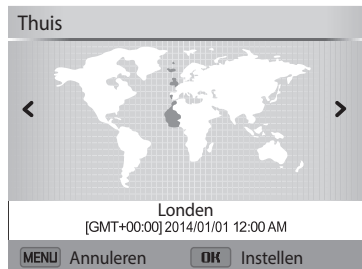 Thuis
Londen
[GMT+00:00] 2014/01/01 12:00 AM
MENU Annuleren OK Instellen